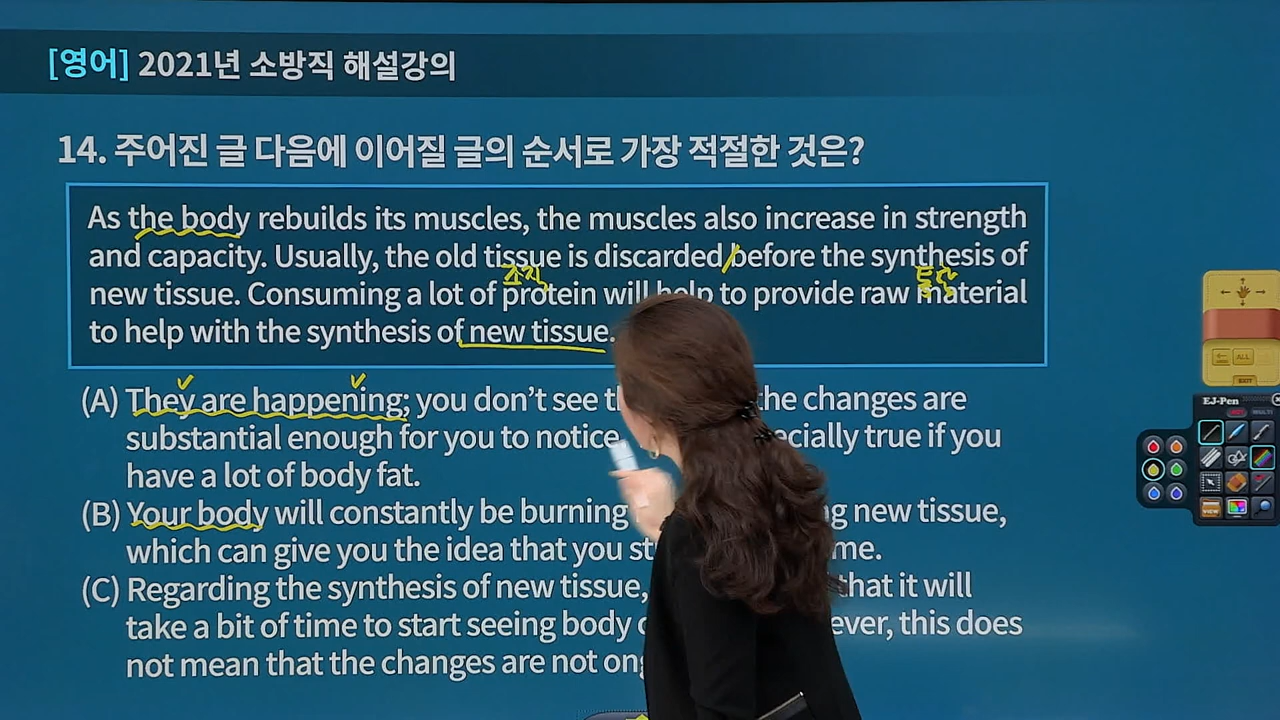 [영어] 2021년 소방직 해설강의
14. 주어진 글 다음에 이어질 글의 순서로 가장 적절한 것은?
As the body rebuilds its muscles, the muscles also increase in strength
and capacity. Usually, the old tissue is discarded before the synthesis of
조직
new tissue. Consuming a lot of protein will help to provide raw material
to help with the synthesis of new tissue.
(A) They are happening; you don't see the changes are
substantial enough for you to notice. if you
have a lot of body fat.
(B) Your body will constantly be burning new tissue,
which can give you the idea that you
(C) Regarding the synthesis of new tissue, that it will
take a bit of time to start seeing body this does
not mean that the changes are not
EJ-Pen
ALL
EXIT
VIEW